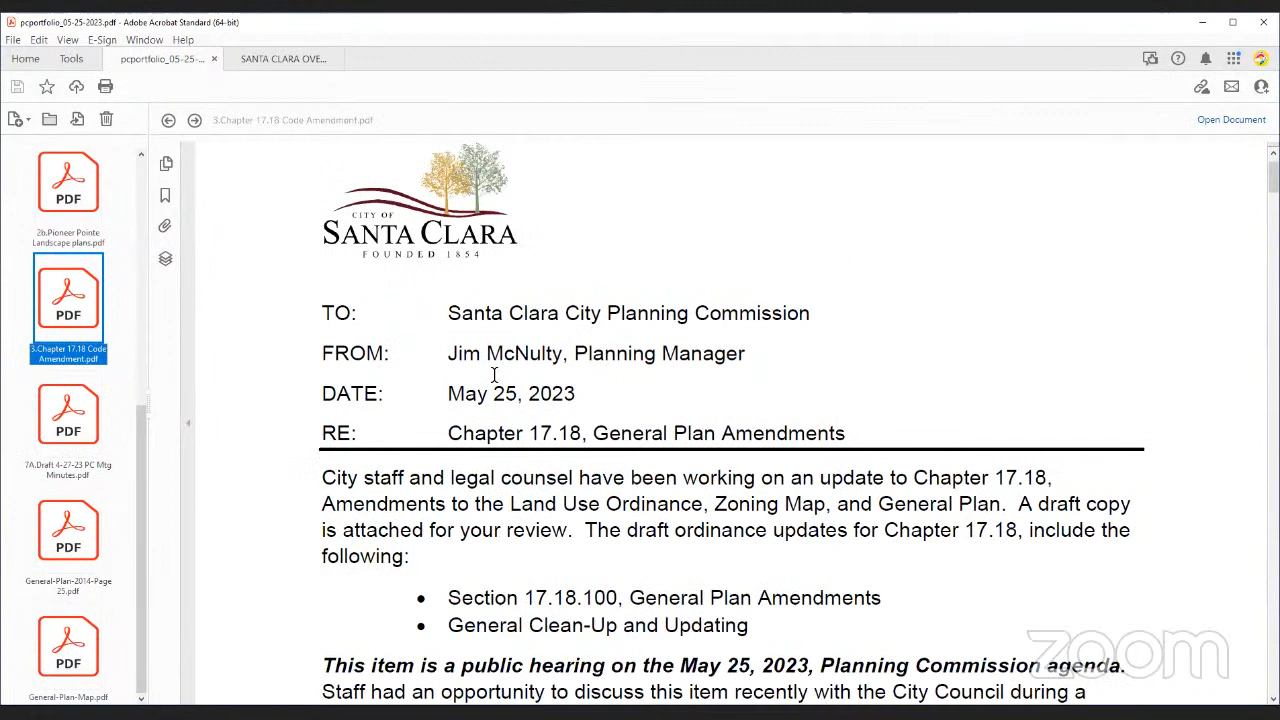 pcportfolio_05-25-2023.pdf - Adobe Acrobat Standard (64-bit)
File Edit View E-Sign Window Help
Home Tools pcportfolio_05-25-... × SANTA CLARA OVE...
3.Chapter 17.18 Code Amendment.pdf Open Document
PDF
2b.Pioneer Pointe
Landscape plans.pdf
PDF
3.Chapter 17.18 Code
Amendment.pdf
PDF
7A.Draft 4-27-23 PC Mtg
Minutes.pdf
PDF
General-Plan-2014-Page
25.pdf
PDF
General-Plan-Map.pdf
CITY OF
SANTA CLARA
FOUNDED 1854
TO: Santa Clara City Planning Commission
FROM: Jim McNulty, Planning Manager
DATE: May 25, 2023
RE: Chapter 17.18, General Plan Amendments
City staff and legal counsel have been working on an update to Chapter 17.18,
Amendments to the Land Use Ordinance, Zoning Map, and General Plan. A draft copy
is attached for your review. The draft ordinance updates for Chapter 17.18, include the
following:
• Section 17.18.100, General Plan Amendments
• General Clean-Up and Updating
This item is a public hearing on the May 25, 2023, Planning Commission agenda.
Staff had an opportunity to discuss this item recently with the City Council during a
zoom